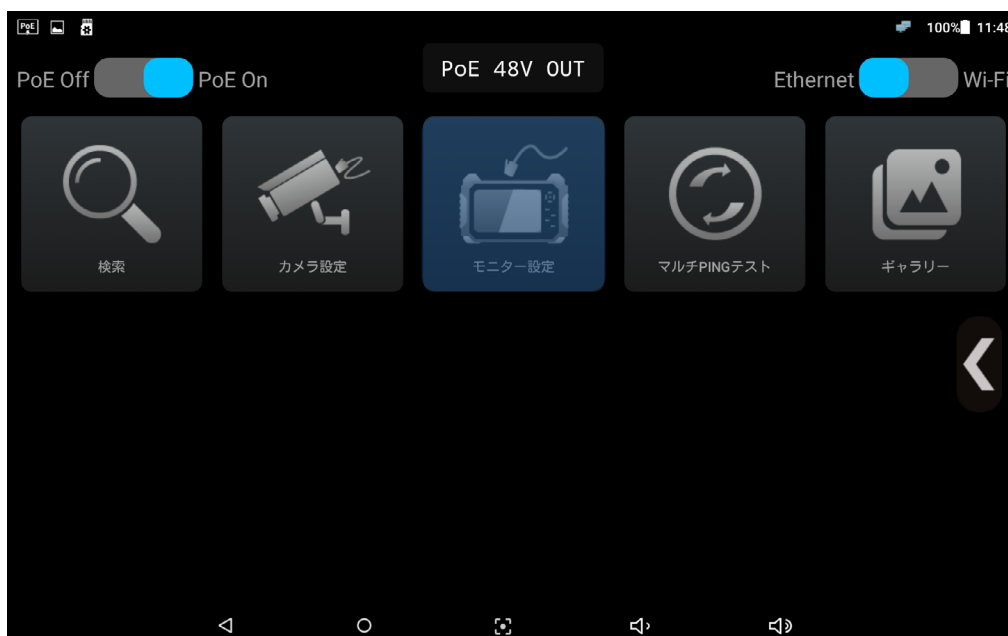 PoE
100% 11:48
PoE Off PoE On
PoE 48V OUT
Ethernet Wi-Fi
検索
カメラ設定
モニター設定
マルチPINGテスト
ギャラリー